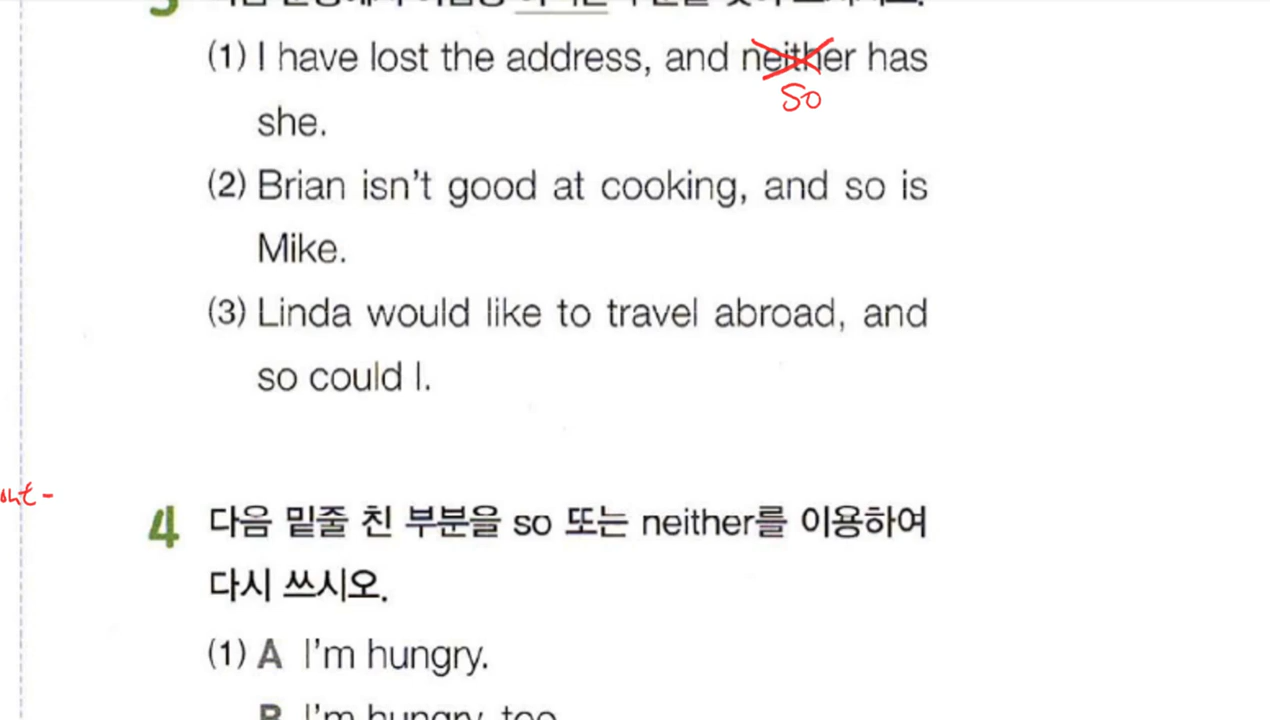 (1) I have lost the address, and neither has
so
she.
(2) Brian isn't good at cooking, and so is
Mike.
(3) Linda would like to travel abroad, and
so could I.
4 다음 밑줄 친 부분을 so 또는 neither를 이용하여
다시 쓰시오.
(1) A I'm hungry.
B I'm hungry, too